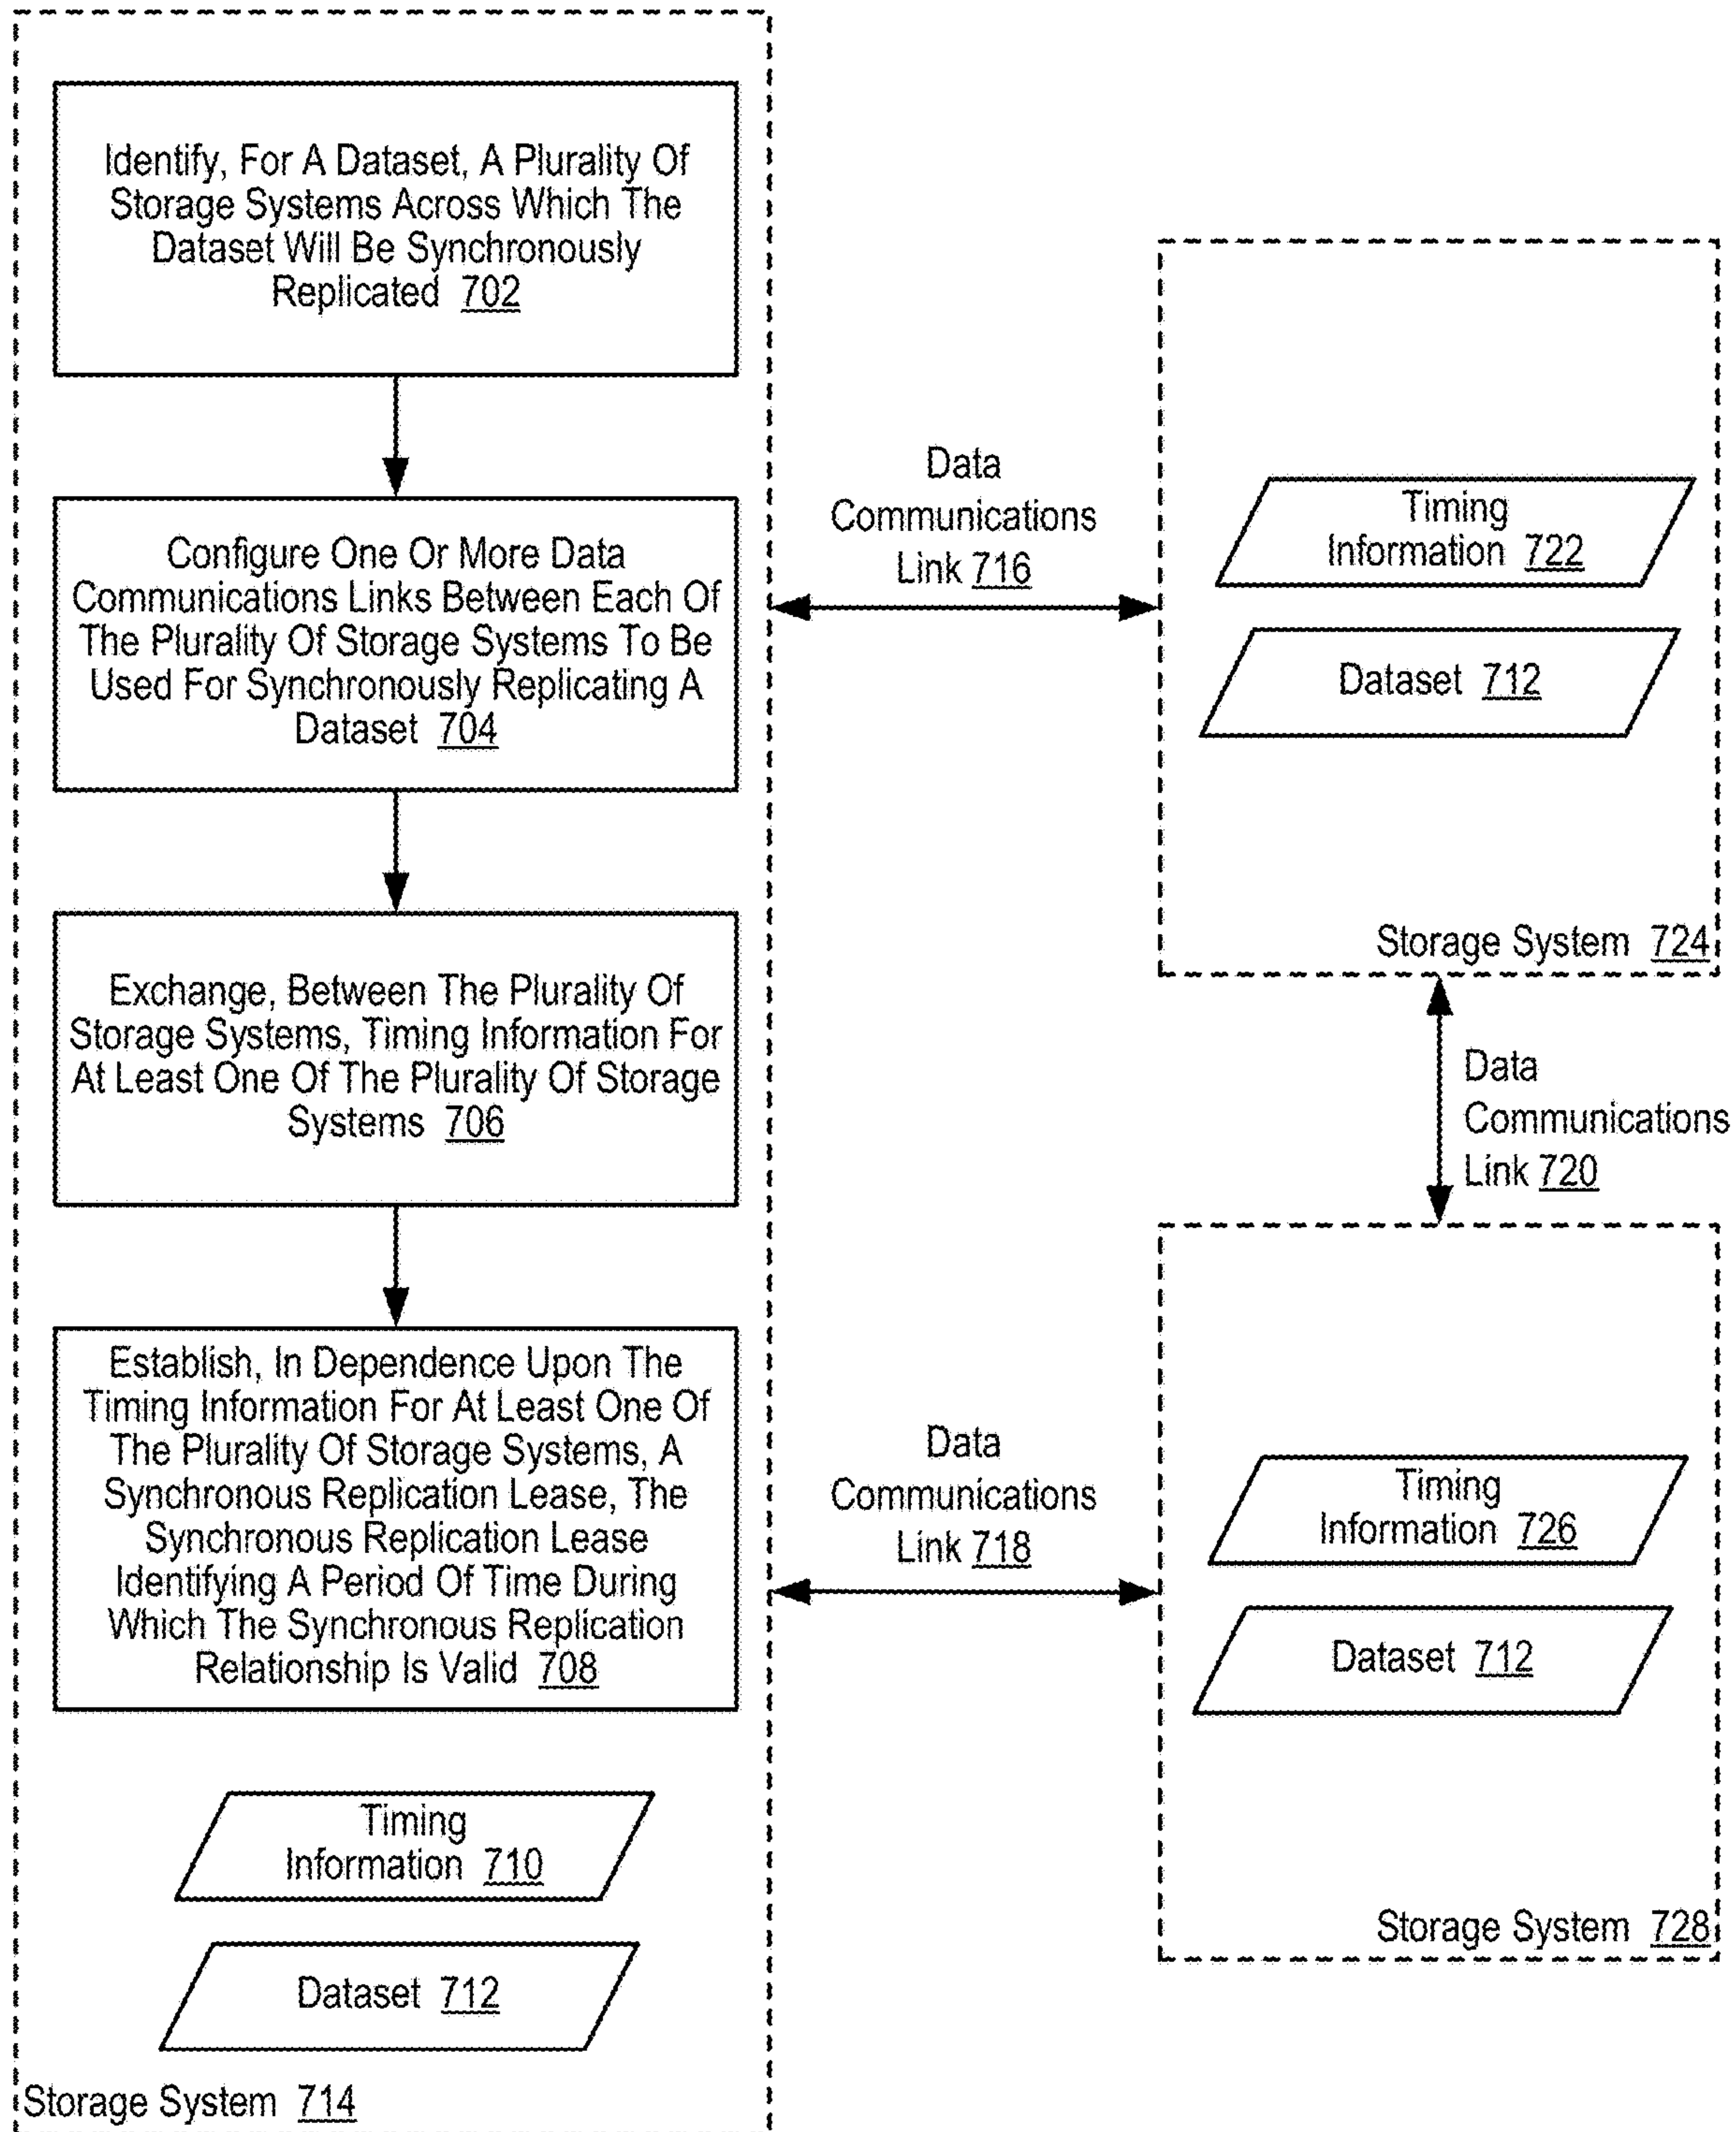 Identify, For A Dataset, A Plurality Of
Storage Systems Across Which The
Dataset Will Be Synchronously
Replicated 702
Configure One Or More Data
Communications Links Between Each Of
The Plurality Of Storage Systems To Be
Used For Synchronously Replicating A
Dataset 704
Exchange, Between The Plurality Of
Storage Systems, Timing Information For
At Least One Of The Plurality Of Storage
Systems 706
Establish, In Dependence Upon The
Timing Information For At Least One Of
The Plurality Of Storage Systems, A
Synchronous Replication Lease, The
Synchronous Replication Lease
Identifying A Period Of Time During
Which The Synchronous Replication
Relationship Is Valid 708
Timing
Information 710
Dataset 712
Storage System 714
Data
Communications
Link 716
Data
Communications
Link 718
Timing
Information 722
Dataset 712
Storage System 724
Data
Communications
Link 720
Timing
Information 726
Dataset 712
Storage System 728